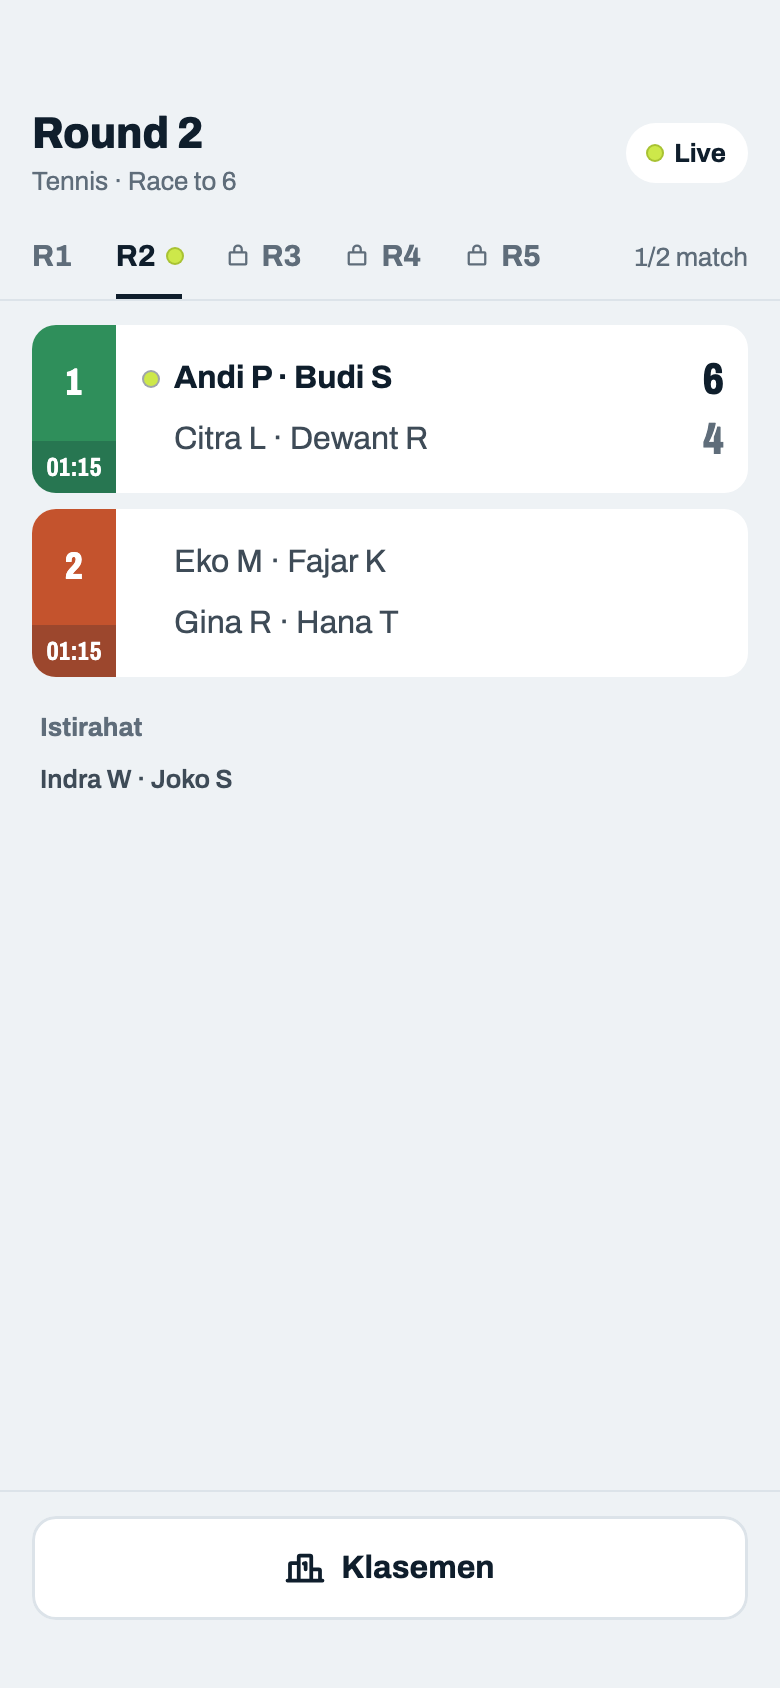 Round 2
Live
Tennis · Race to 6
R1 R2 R3 R4 R5 1/2 match
1
Andi P · Budi S 6
Citra L · Dewant R 4
01:15
2
Eko M · Fajar K
Gina R · Hana T
01:15
Istirahat
Indra W · Joko S
Klasemen